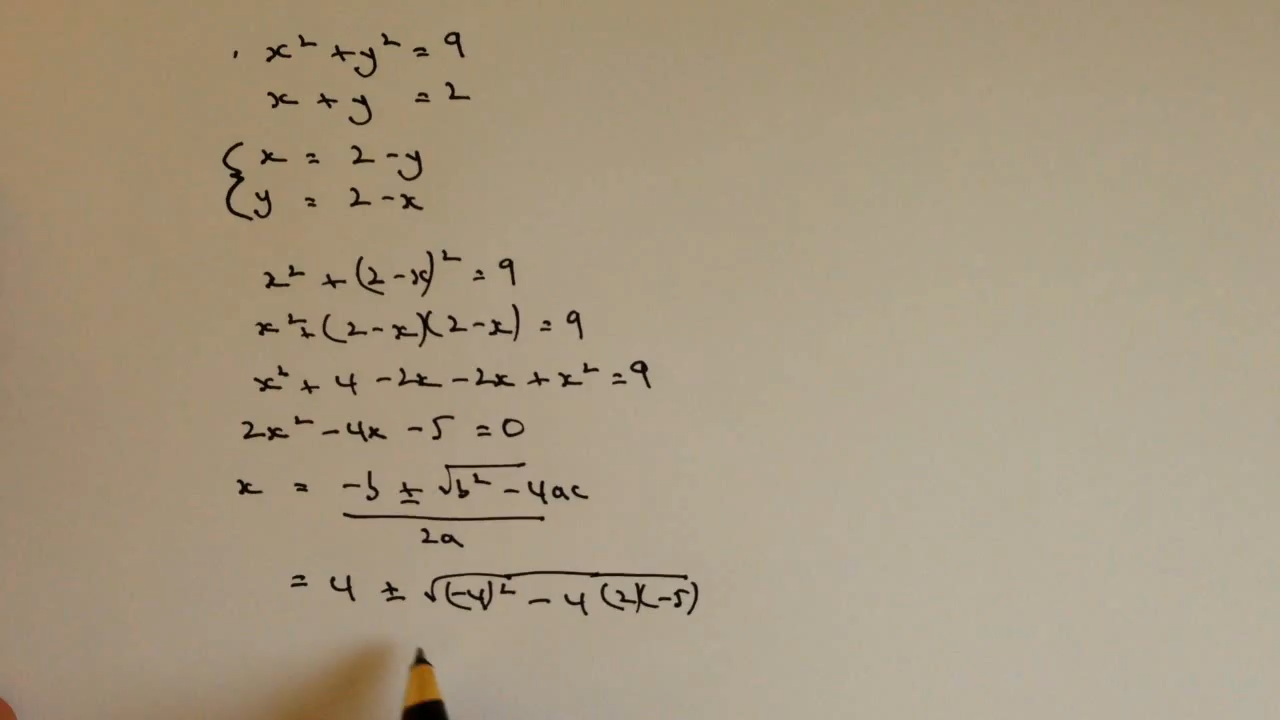 x² + y² = 9
x + y = 2
{ x = 2 - y
y = 2 - x
x² + (2 - x)² = 9
x² + (2 - x)(2 - x) = 9
x² + 4 - 2x - 2x + x² = 9
2x² - 4x - 5 = 0
x = -b ± √b² - 4ac
2a
= 4 ± √(-4)² - 4(2)(-5)